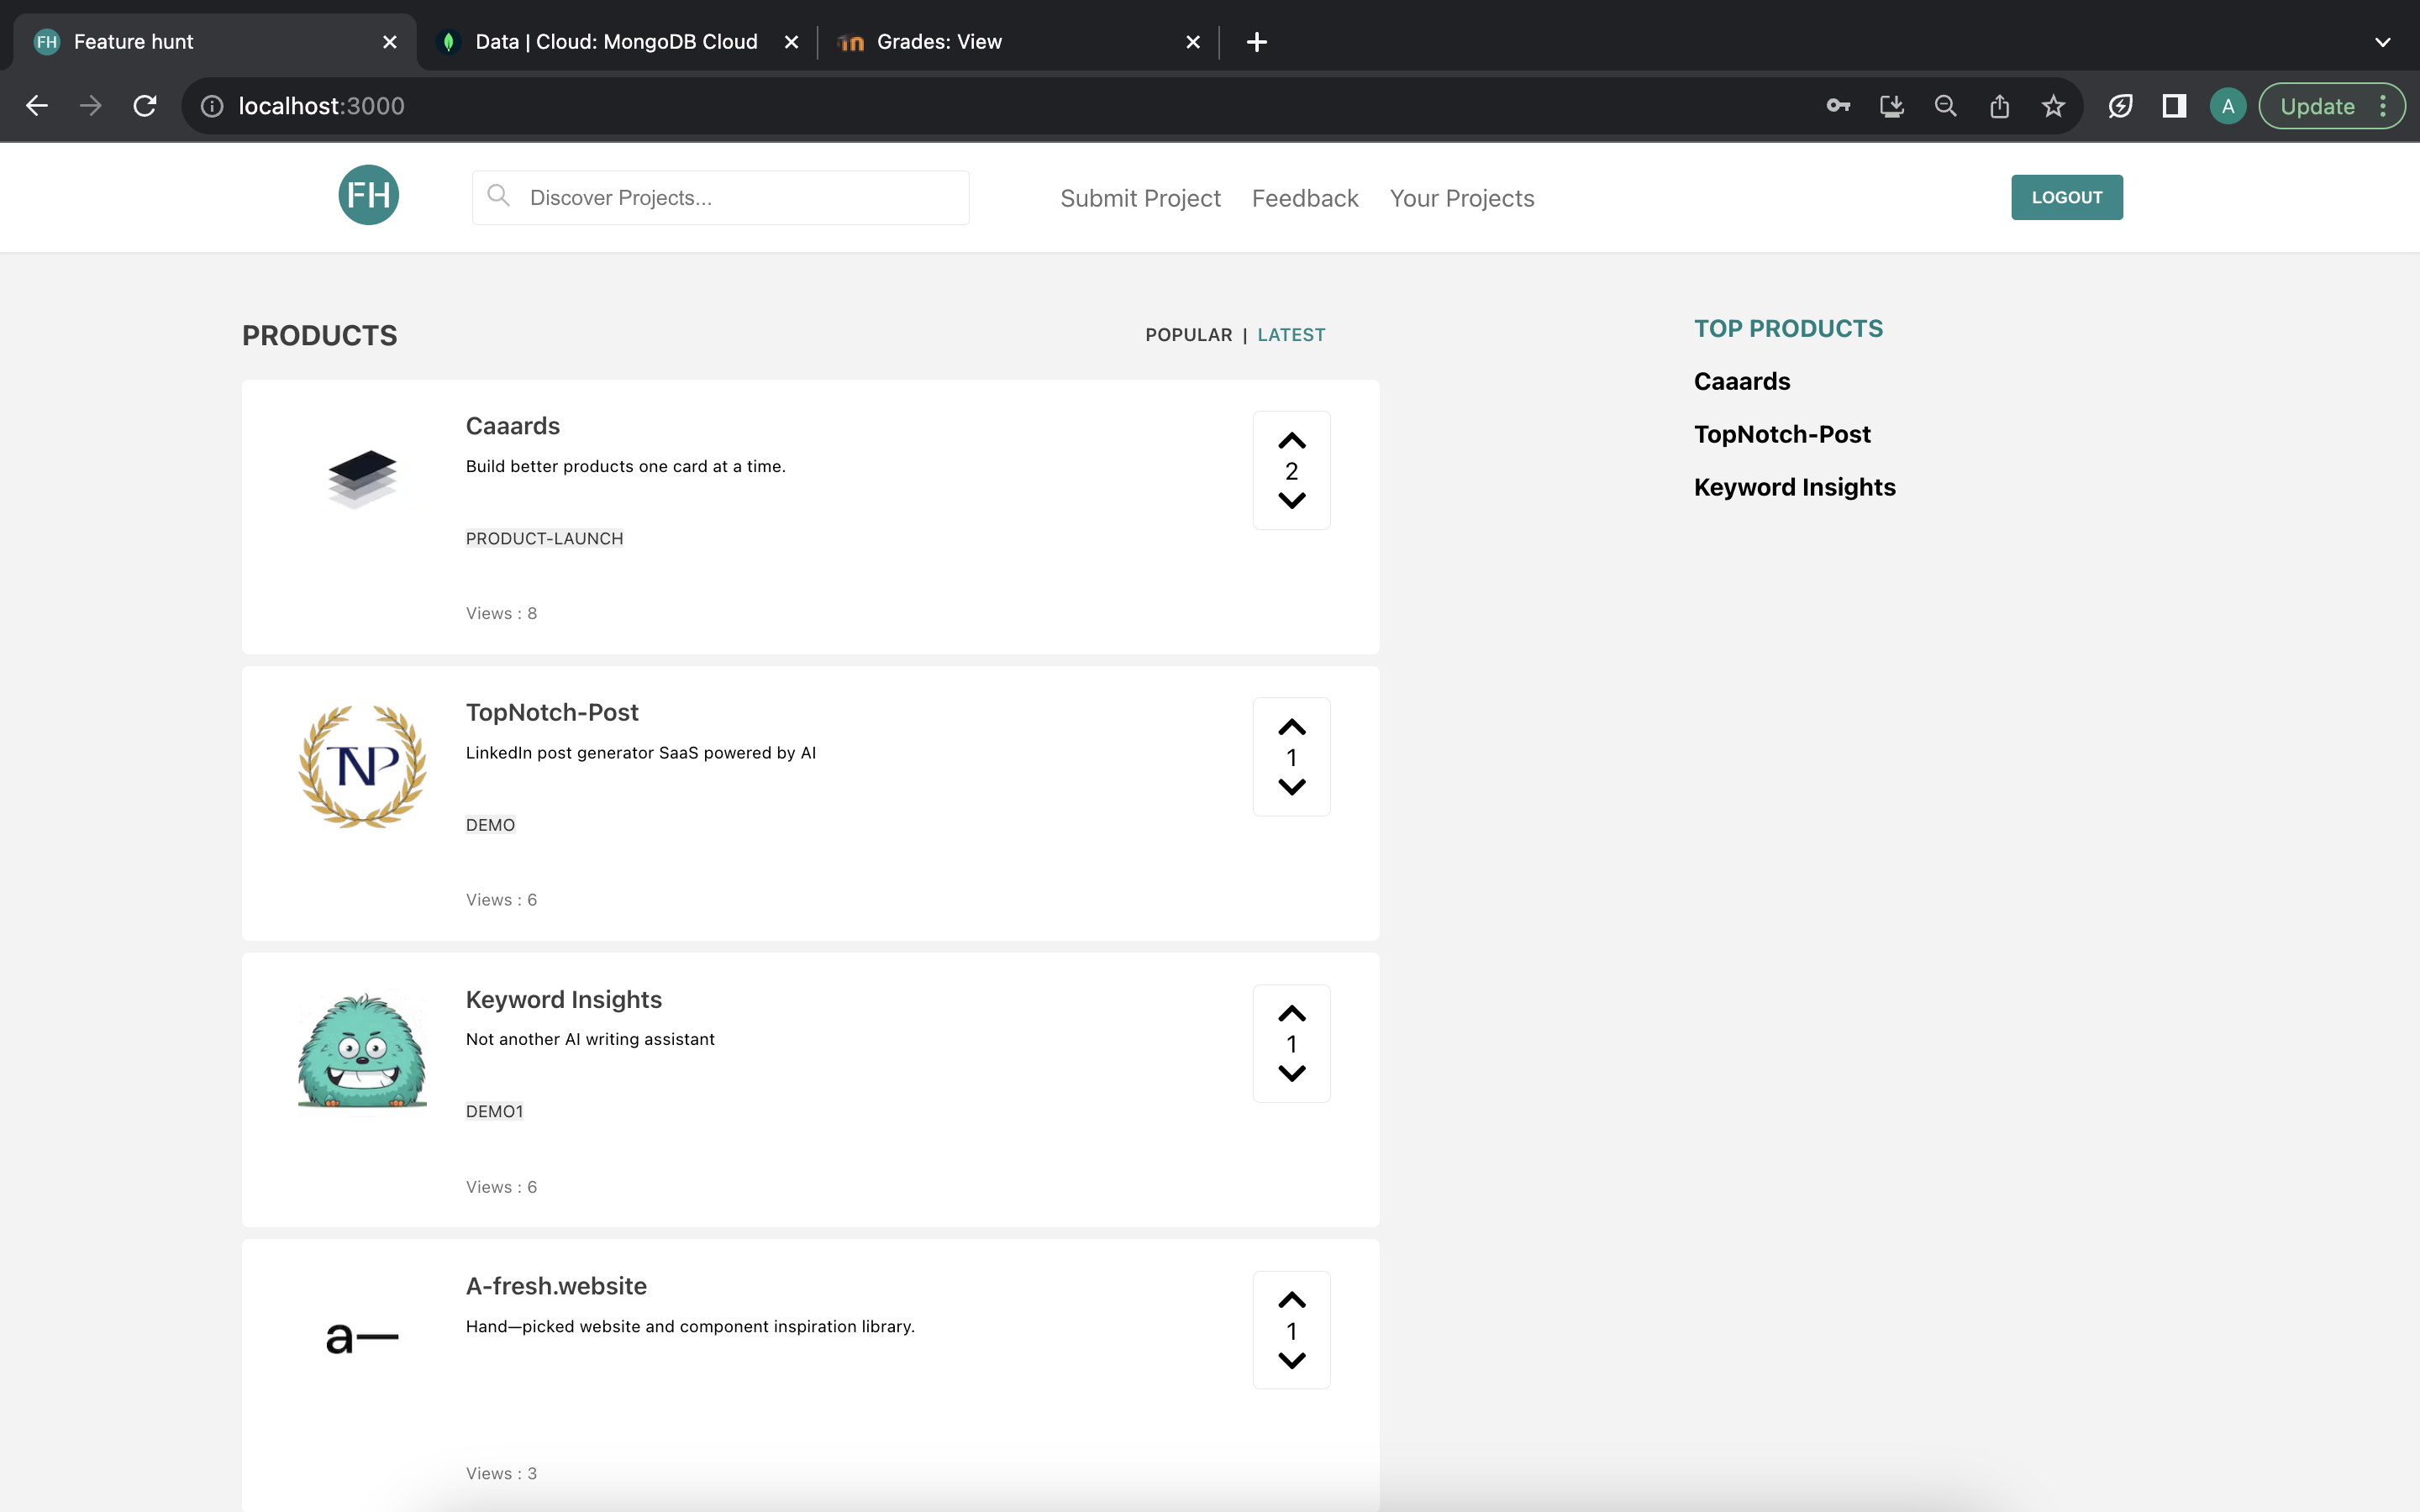 FH Feature hunt
Data | Cloud: MongoDB Cloud
Grades: View
localhost:3000
A
Update
FH
Discover Projects...
Submit Project
Feedback
Your Projects
LOGOUT
PRODUCTS
POPULAR | LATEST
Caaards
Build better products one card at a time.
PRODUCT-LAUNCH
Views : 8
2
TNP
TopNotch-Post
LinkedIn post generator SaaS powered by AI
DEMO
Views : 6
1
Keyword Insights
Not another AI writing assistant
DEMO1
Views : 6
1
a—
A-fresh.website
Hand—picked website and component inspiration library.
Views : 3
1
TOP PRODUCTS
Caaards
TopNotch-Post
Keyword Insights